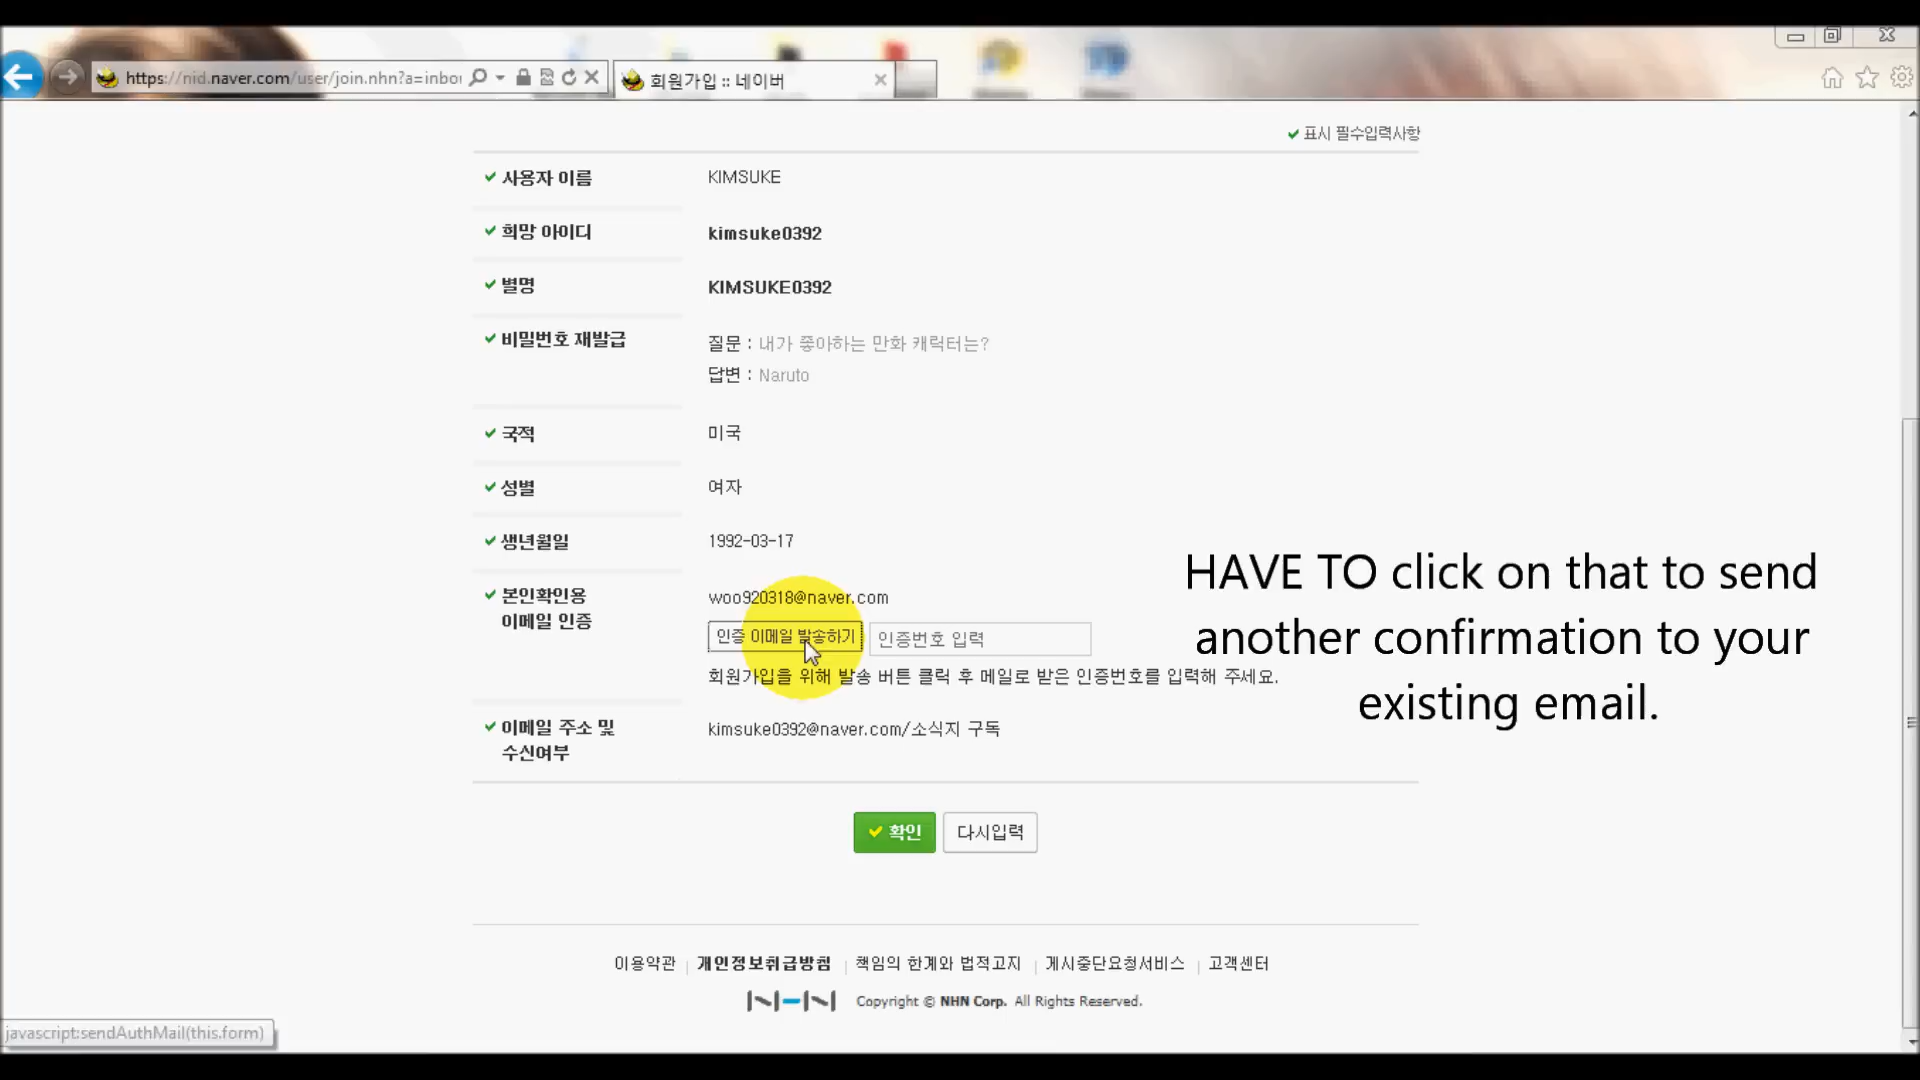 https://nid.naver.com/user/join.nhn?a=inbo
회원가입 :: 네이버
표시 필수입력사항
사용자 이름
KIMSUKE
희망 아이디
kimsuke0392
별명
KIMSUKE0392
비밀번호 재발급
질문 : 내가 좋아하는 만화 캐릭터는?
답변 : Naruto
국적
미국
성별
여자
생년월일
1992-03-17
본인확인용
이메일 인증
woo920318@naver.com
인증 이메일 발송하기
인증번호 입력
회원가입을 위해 발송 버튼 클릭 후 메일로 받은 인증번호를 입력해 주세요.
HAVE TO click on that to send
another confirmation to your
existing email.
이메일 주소 및
수신여부
kimsuke0392@naver.com/소식지 구독
확인
다시입력
이용약관 | 개인정보취급방침 | 책임의 한계와 법적고지 | 게시중단요청서비스 | 고객센터
NHN Copyright © NHN Corp. All Rights Reserved.
javascript:sendAuthMail(this.form)